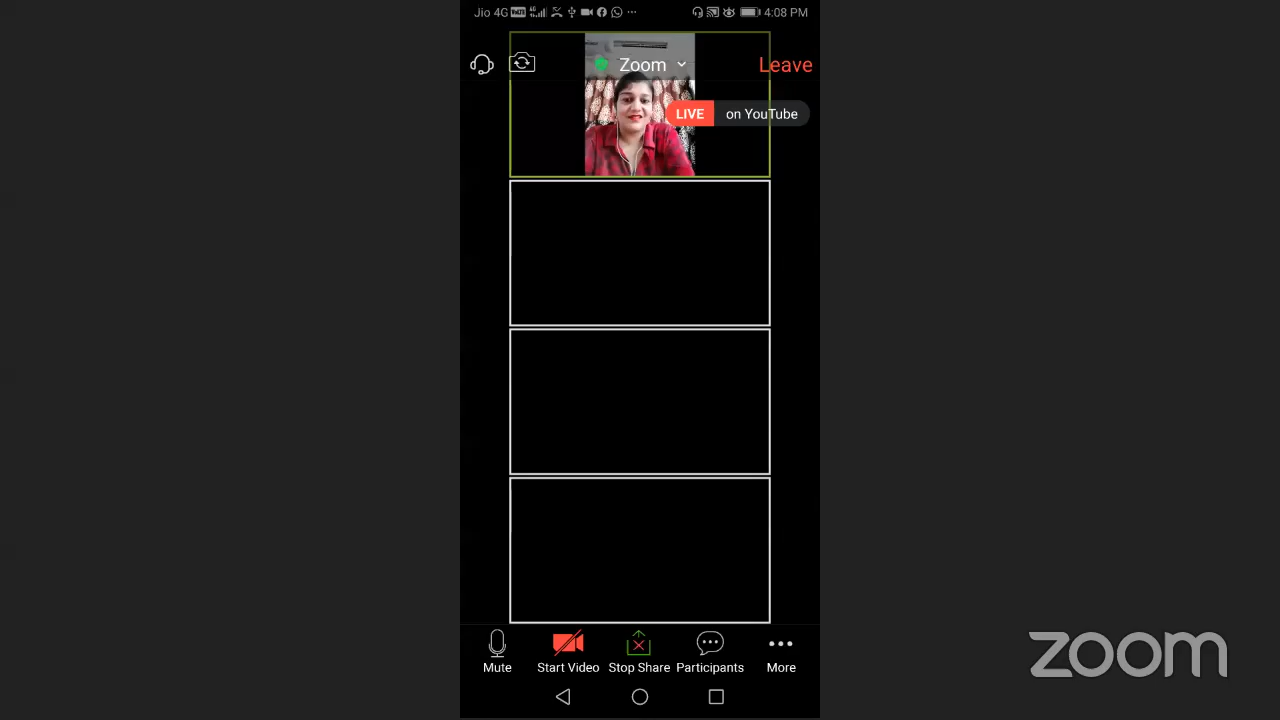 Jio 4G 4:08 PM
Zoom Leave
LIVE on YouTube
Mute Start Video Stop Share Participants More
zoom